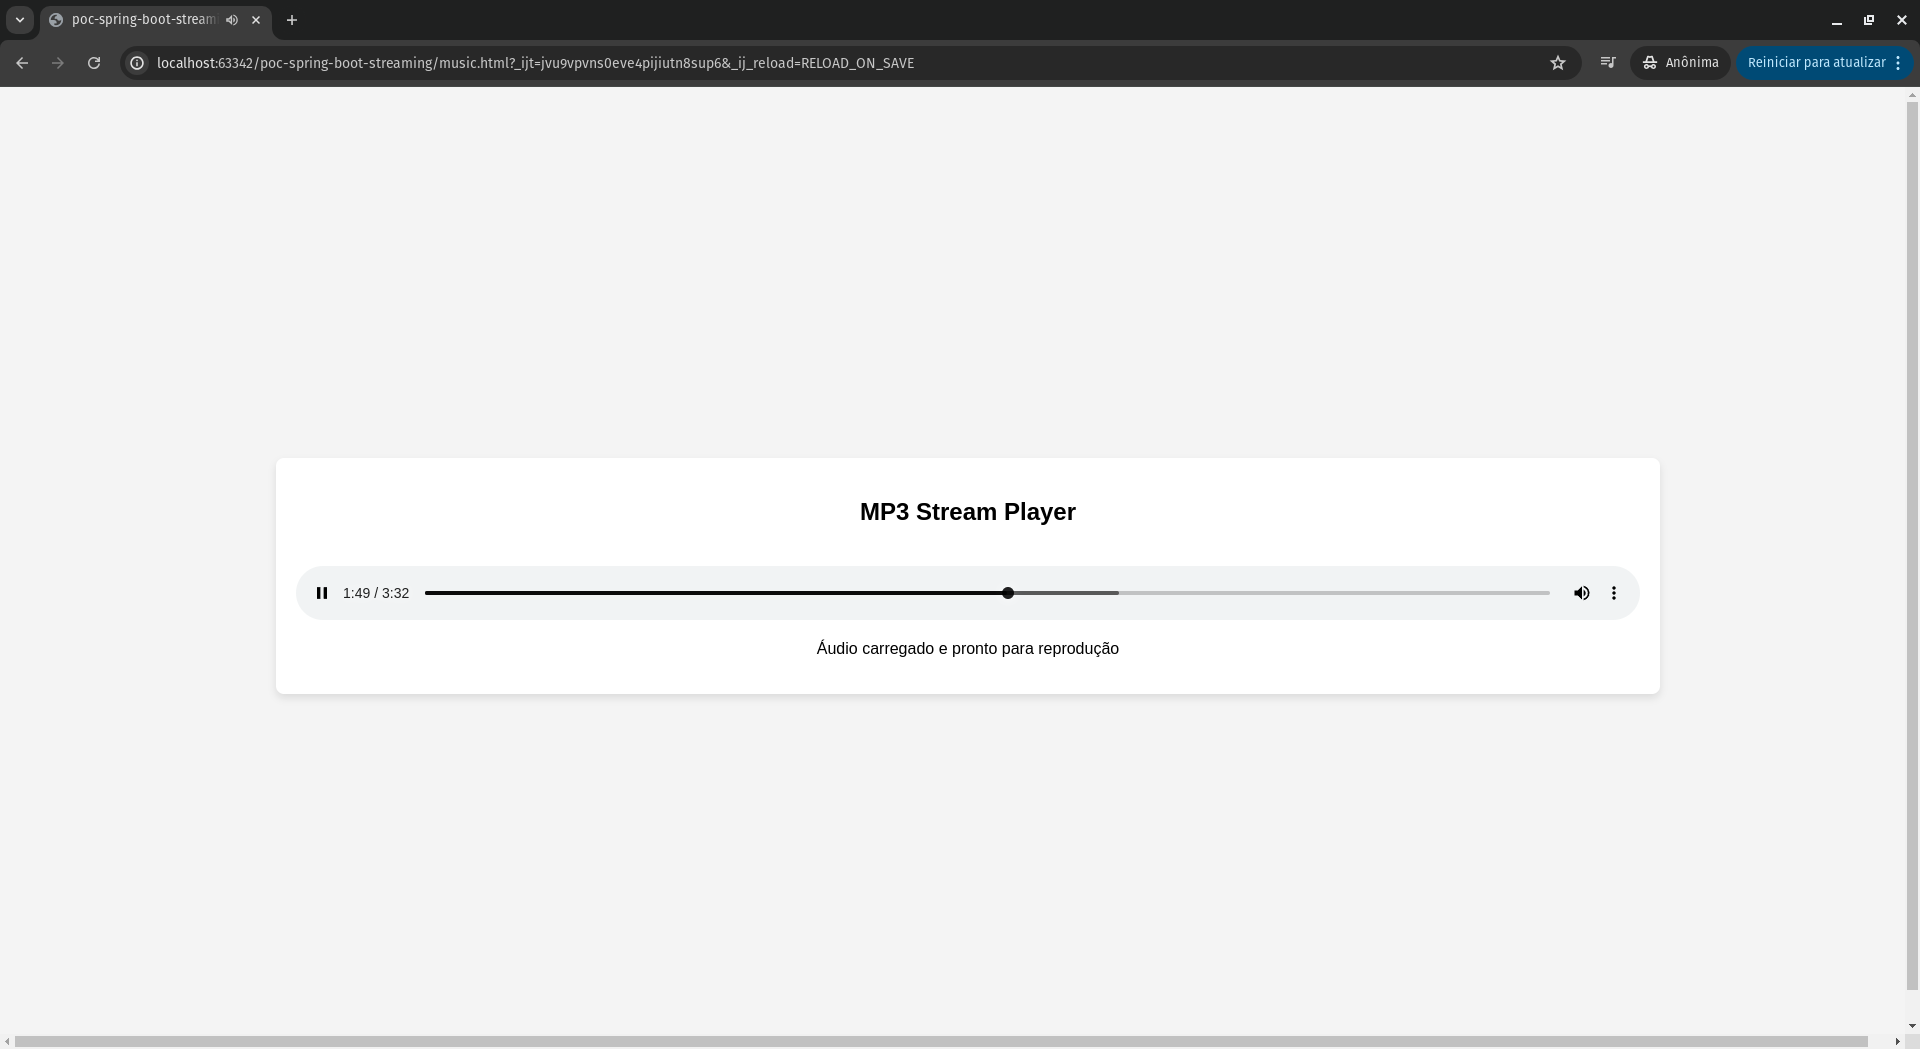 poc-spring-boot-stream
localhost:63342/poc-spring-boot-streaming/music.html?_ijt=jvu9vpvns0eve4pijiutn8sup6&_ij_reload=RELOAD_ON_SAVE
Anônima
Reiniciar para atualizar
MP3 Stream Player
1:49 / 3:32
Áudio carregado e pronto para reprodução